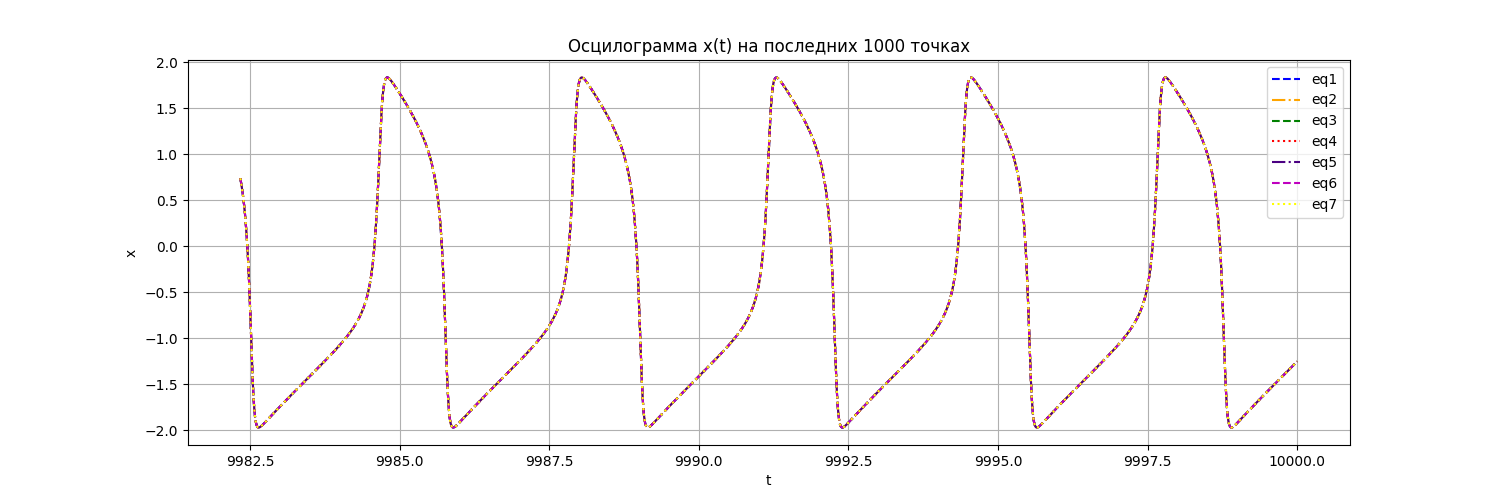 Осцилограмма x(t) на последних 1000 точках
2.0
1.5
1.0
0.5
0.0
−0.5
−1.0
−1.5
−2.0
x
eq1
eq2
eq3
eq4
eq5
eq6
eq7
9982.5 9985.0 9987.5 9990.0 9992.5 9995.0 9997.5 10000.0
t